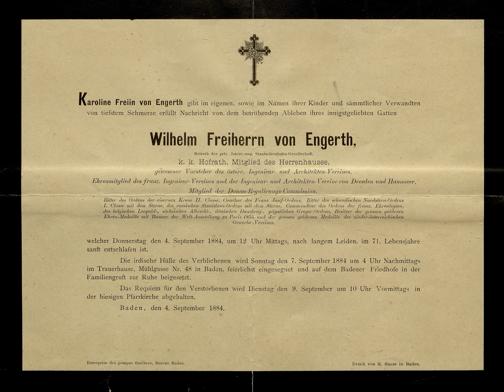 Karoline Freiin von Engerth gibt im eigenen, sowie im Namen ihrer Kinder und sämmtlicher Verwandten
von tiefstem Schmerze erfüllt Nachricht von dem betrübenden Ableben ihres innigstgeliebten Gatten
Wilhelm Freiherrn von Engerth,
k. k. Hofrath, Mitglied des Herrenhauses,
gewesener Vorsteher des österr. Ingenieur- und Architekten-Vereines,
Ehrenmitglied des franz. Ingenieur-Vereines und der Ingenieur- und Architekten-Vereine von Dresden und Hannover,
Mitglied der Donau-Regulirungs-Commission,
welcher Donnerstag den 4. September 1884, um 12 Uhr Mittags, nach langem Leiden, im 71. Lebensjahre
sanft entschlafen ist.
Die irdische Hülle des Verblichenen wird Sonntag den 7. September 1884 um 4 Uhr Nachmittags
im Trauerhause, Mühlgasse Nr. 48 in Baden, feierlichst eingesegnet und auf dem Badener Friedhofe in der
Familiengruft zur Ruhe beigesetzt.
Das Requiem für den Verstorbenen wird Dienstag den 9. September um 10 Uhr Vormittags in
der hiesigen Pfarrkirche abgehalten.
Baden, den 4. September 1884.